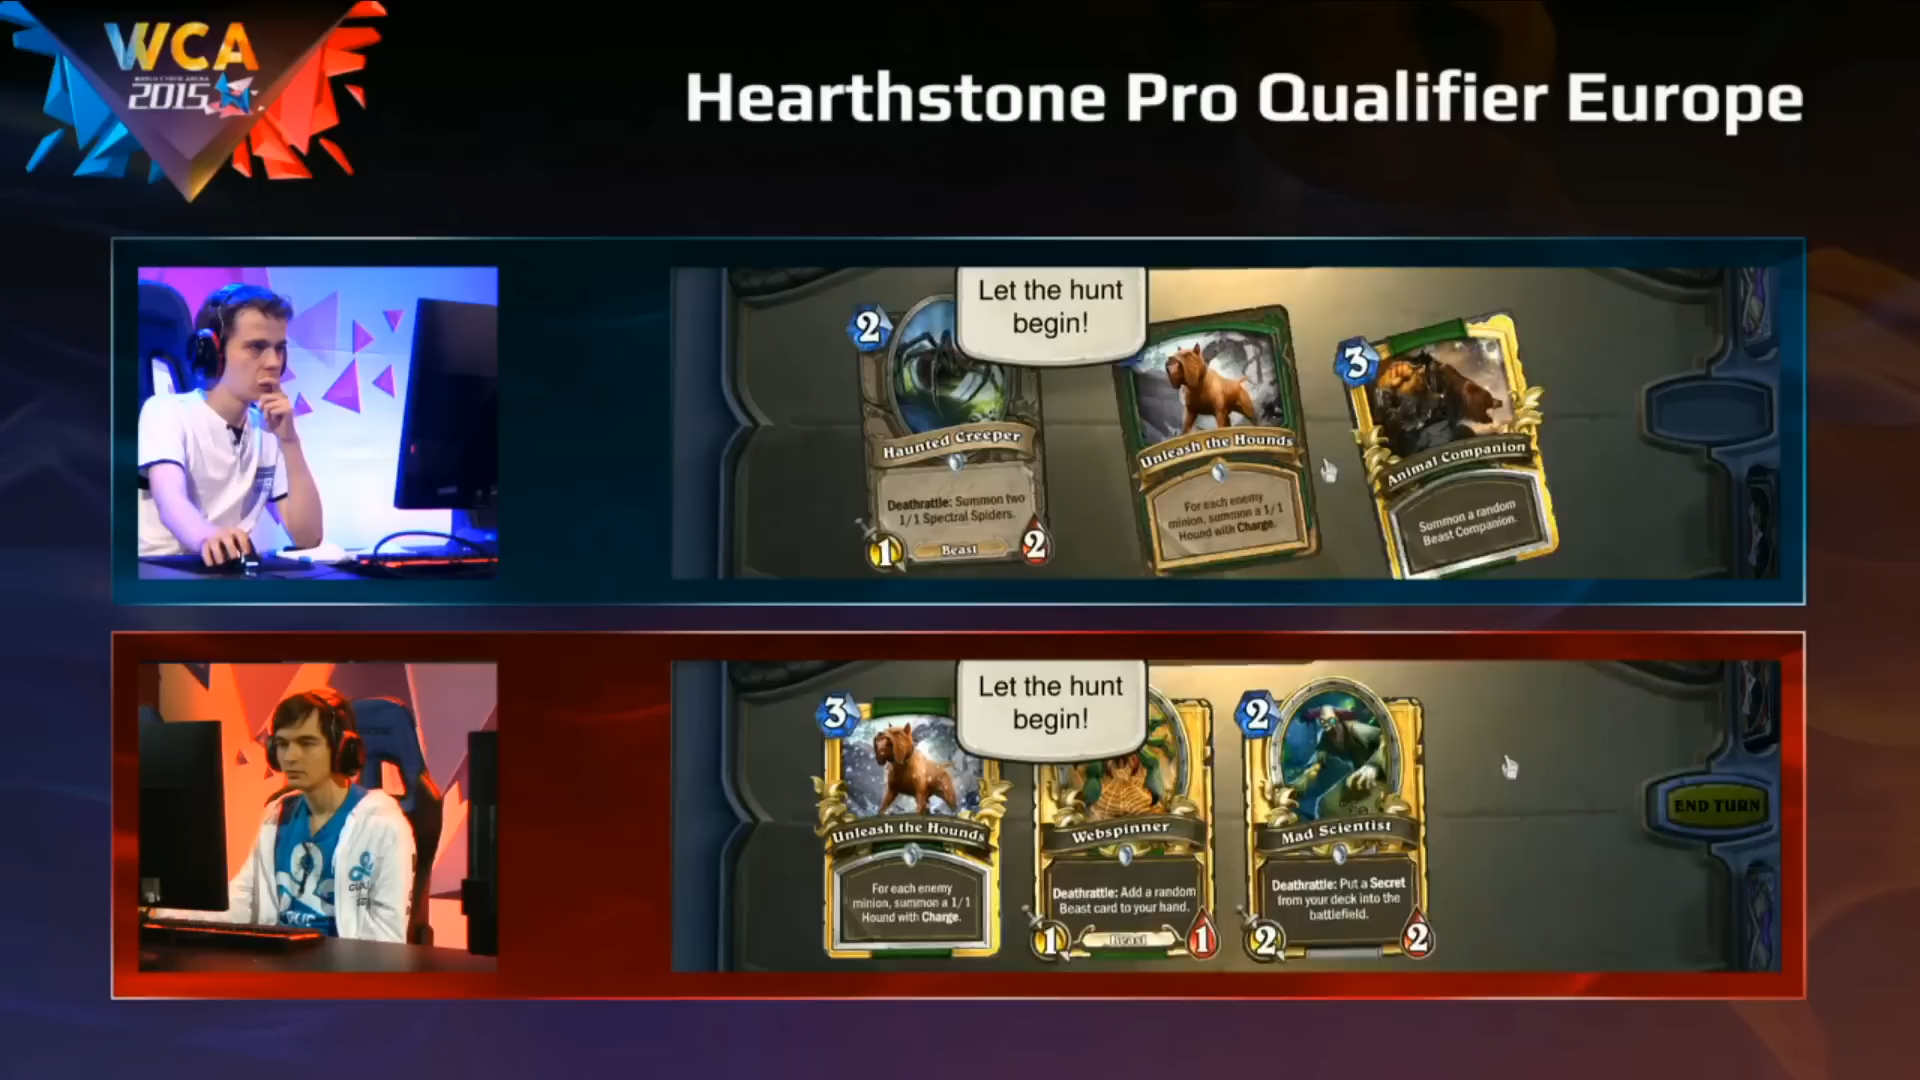 WCA
2015
Hearthstone Pro Qualifier Europe
Let the hunt
begin!
2
Haunted Creeper
Deathrattle: Summon two
1/1 Spectral Spiders.
1
Beast
2
Unleash the Hounds
For each enemy
minion, summon a 1/1
Hound with Charge.
3
Animal Companion
Summon a random
Beast Companion.
Let the hunt
begin!
3
Unleash the Hounds
For each enemy
minion, summon a 1/1
Hound with Charge.
Webspinner
Deathrattle: Add a random
Beast card to your hand.
1
Beast
1
2
Mad Scientist
Deathrattle: Put a Secret
from your deck into the
battlefield.
2
2
END TURN